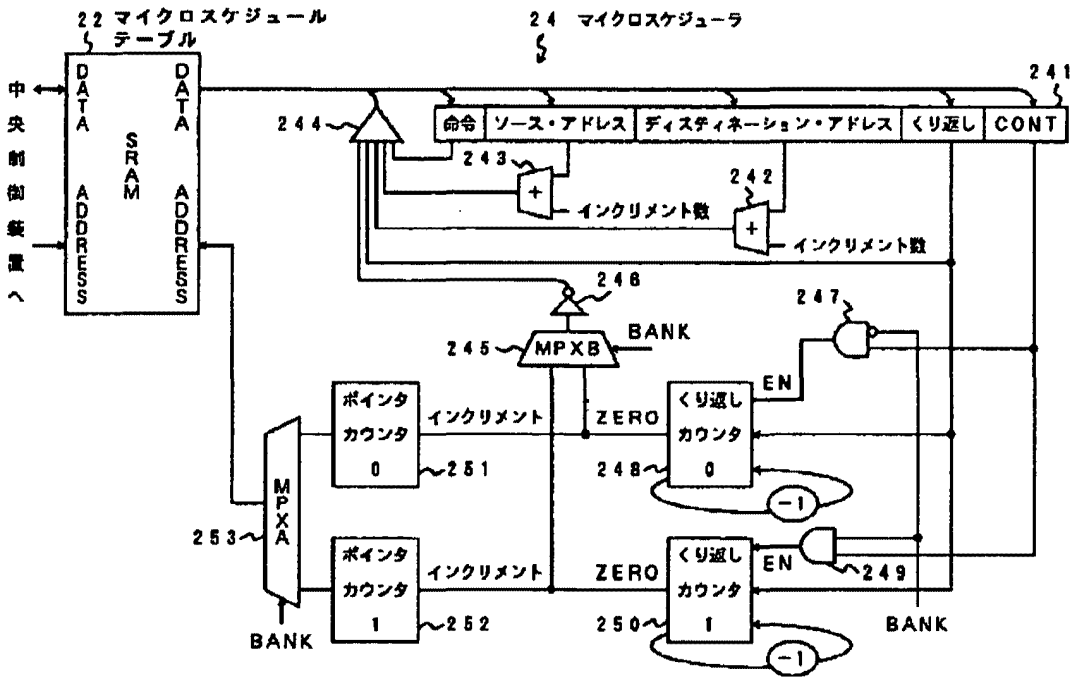 22 マイクロスケジュール
テーブル
24 マイクロスケジューラ
中央制御装置へ
DATA
DATA
SRAM
ADDRESS
ADDRESS
241
命令
ソース・アドレス
ディスティネーション・アドレス
くり返し
CONT
244
243
+
インクリメント数
242
+
インクリメント数
246
247
245
MPXB
BANK
EN
ポインタ
カウンタ
0
インクリメント
ZERO
くり返し
カウンタ
0
251
248
-1
MPXA
253
BANK
ポインタ
カウンタ
1
インクリメント
ZERO
くり返し
カウンタ
1
EN
249
252
250
BANK
-1